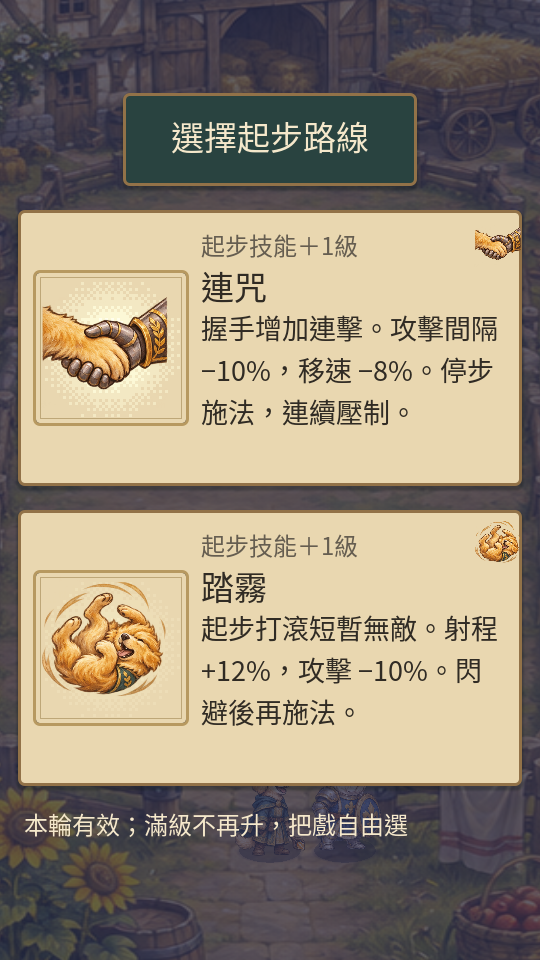 選擇起步路線
起步技能＋1級
連咒
握手增加連擊。攻擊間隔
−10%，移速 −8%。停步
施法，連續壓制。
起步技能＋1級
踏霧
起步打滾短暫無敵。射程
+12%，攻擊 −10%。閃
避後再施法。
本輪有效；滿級不再升，把戲自由選